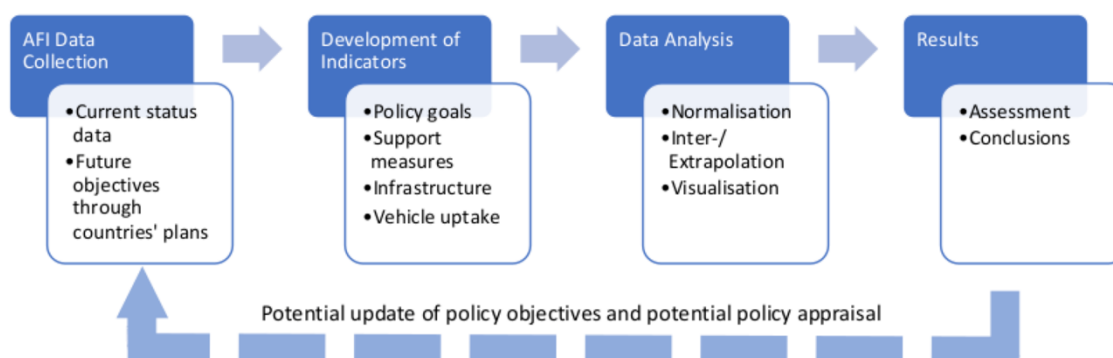 AFI Data
Collection
•Current status
data
•Future
objectives
through
countries' plans
Development of
Indicators
•Policy goals
•Support
measures
•Infrastructure
•Vehicle uptake
Data Analysis
•Normalisation
•Inter-/
Extrapolation
•Visualisation
Results
•Assessment
•Conclusions
Potential update of policy objectives and potential policy appraisal